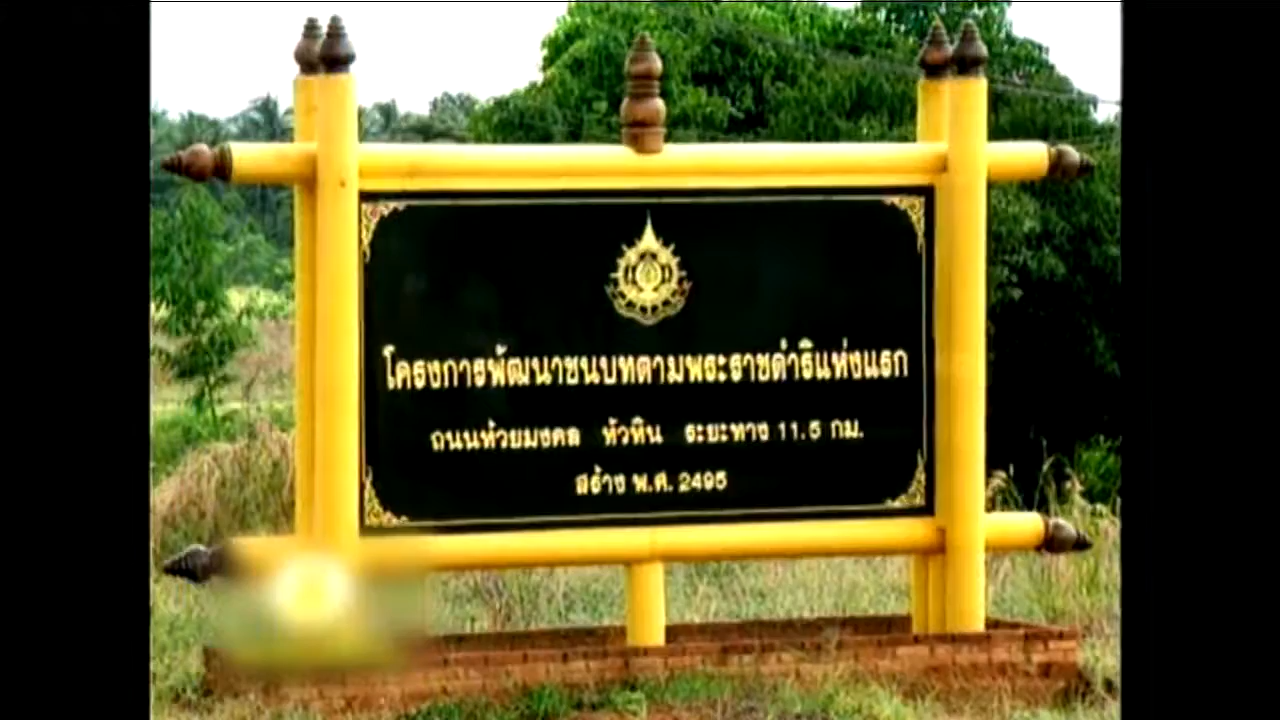 โครงการพัฒนาชนบทตามพระราชดำริแห่งแรก
ถนนห้วยมงคล หัวหิน ระยะทาง 11.5 กม.
สร้าง พ.ศ. 2495